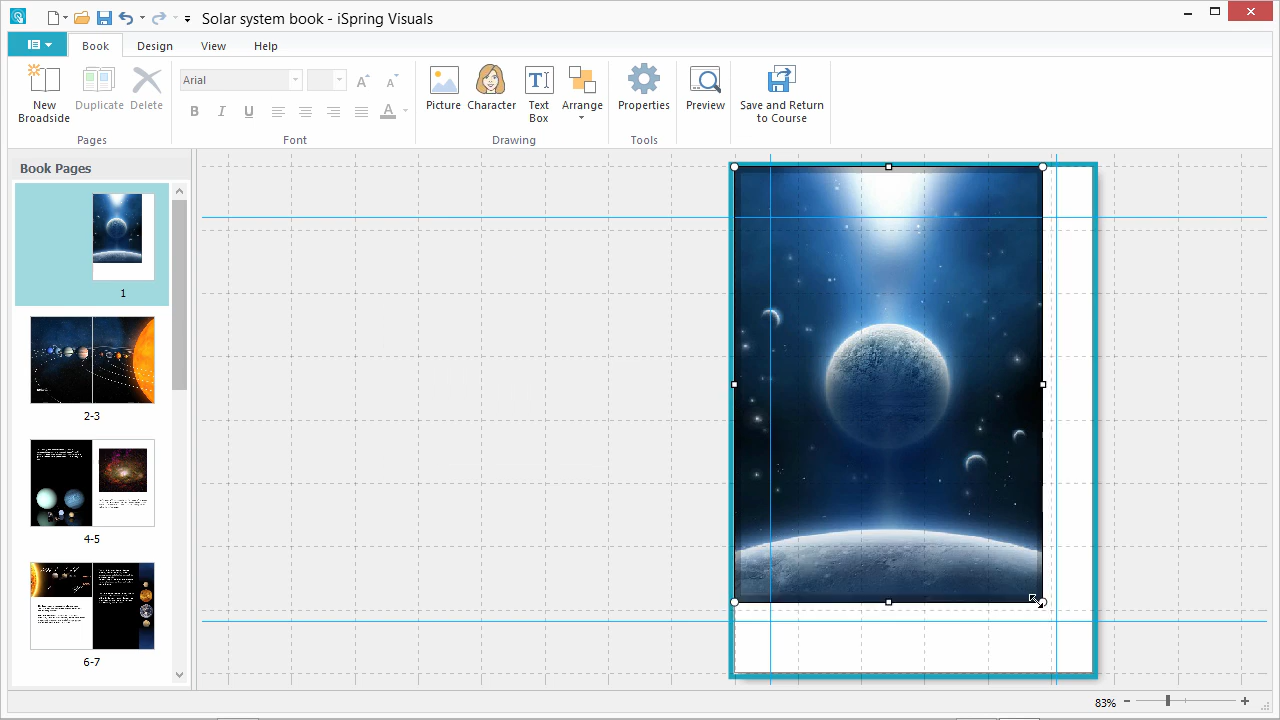 Solar system book - iSpring Visuals
Book Design View Help
New Broadside
Duplicate
Delete
Pages
Arial
B I U A
Font
Picture
Character
Text Box
Arrange
Drawing
Properties
Tools
Preview
Save and Return to Course
Book Pages
1
2-3
4-5
6-7
83%